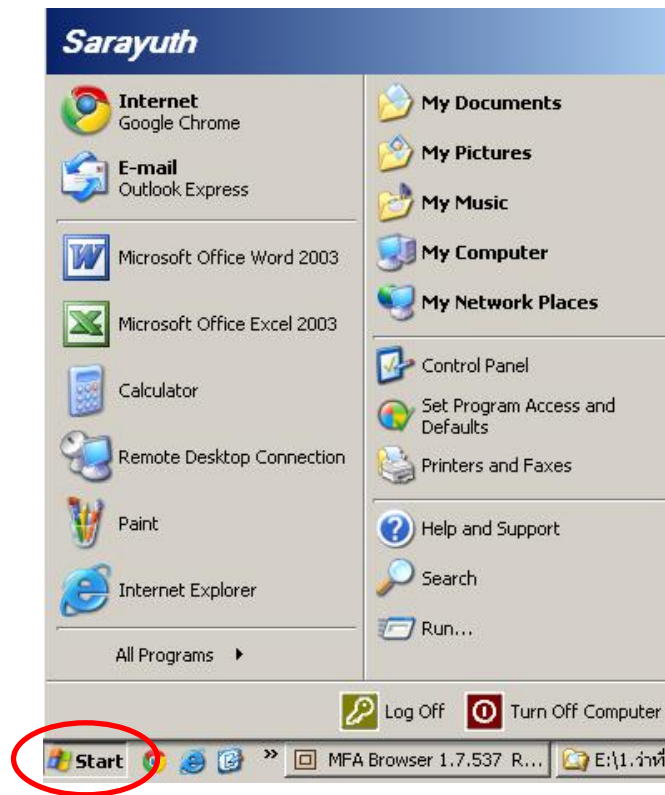 Sarayuth
Internet
Google Chrome
E-mail
Outlook Express
Microsoft Office Word 2003
Microsoft Office Excel 2003
Calculator
Remote Desktop Connection
Paint
Internet Explorer
All Programs
My Documents
My Pictures
My Music
My Computer
My Network Places
Control Panel
Set Program Access and
Defaults
Printers and Faxes
Help and Support
Search
Run...
Log Off
Turn Off Computer
Start
»
MFA Browser 1.7.537 R...
E:\1.ว่าที่